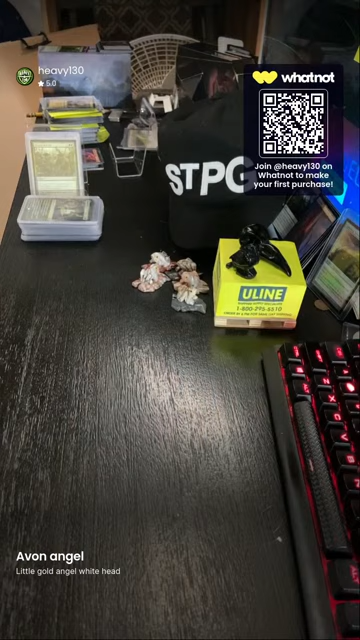 heavy130
★ 5.0
whatnot
Join @heavy130 on
Whatnot to make
your first purchase!
STPG
ULINE
1-800-295-5510
Avon angel
Little gold angel white head